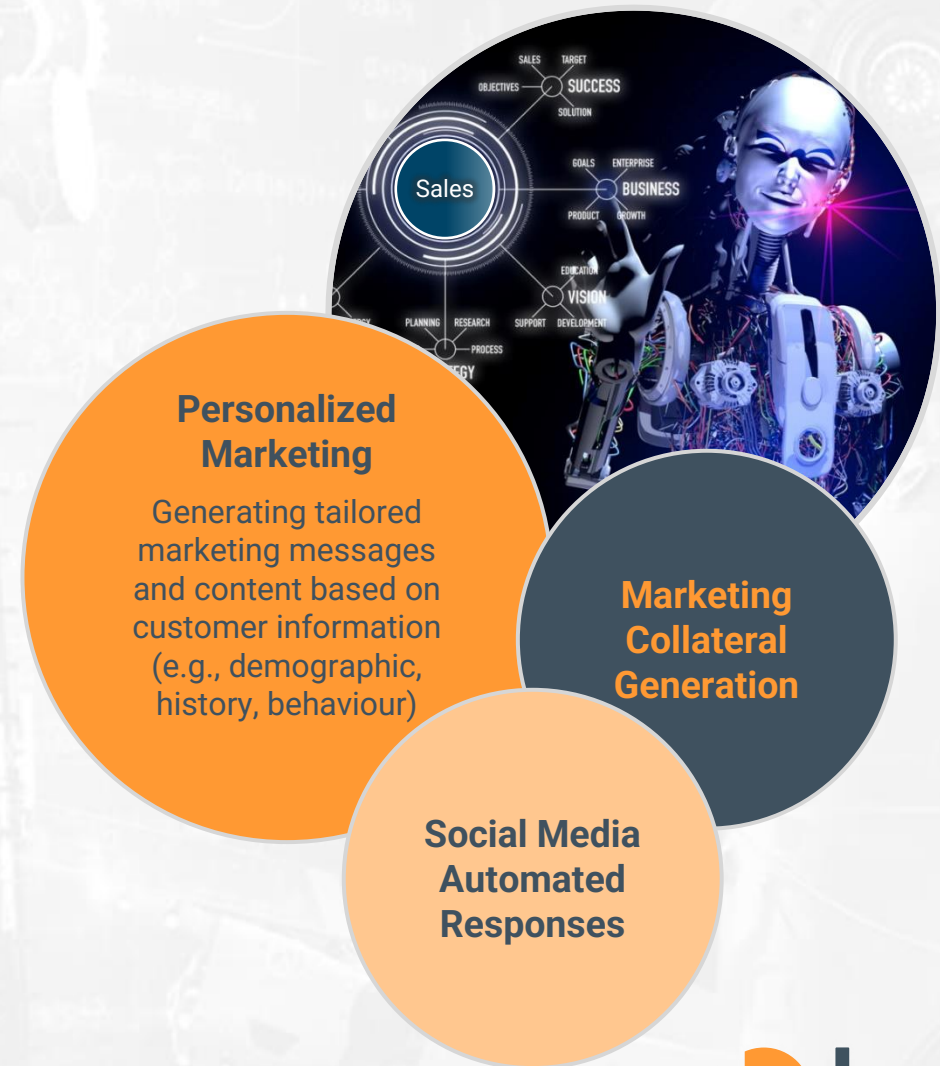 SALES TARGET
OBJECTIVES SUCCESS
SOLUTION
Sales
GOALS ENTERPRISE
BUSINESS
PRODUCT GROWTH
EDUCATION
VISION
SUPPORT DEVELOPMENT
PLANNING RESEARCH
PROCESS
Personalized
Marketing
Generating tailored
marketing messages
and content based on
customer information
(e.g., demographic,
history, behaviour)
Marketing
Collateral
Generation
Social Media
Automated
Responses